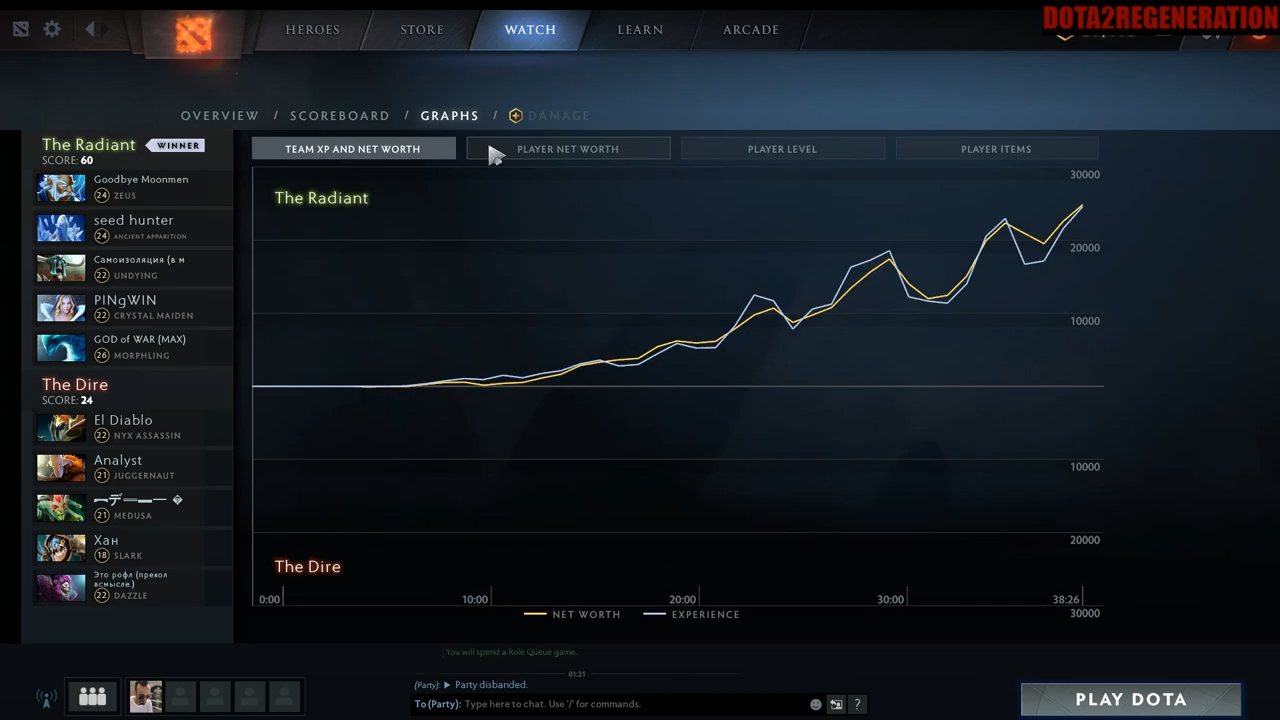 DOTA2REGENERATION
HEROES STORE WATCH LEARN ARCADE
OVERVIEW / SCOREBOARD / GRAPHS / DAMAGE
The Radiant WINNER
SCORE: 60
Goodbye Moonmen
24 ZEUS
seed hunter
24 ANCIENT APPARITION
Самоизоляция (в м
22 UNDYING
PINgWIN
22 CRYSTAL MAIDEN
GOD of WAR (MAX)
26 MORPHLING
The Dire
SCORE: 24
El Diablo
22 NYX ASSASSIN
Analyst
21 JUGGERNAUT
21 MEDUSA
Хан
18 SLARK
Это рофл (прекол
всмысле.)
22 DAZZLE
TEAM XP AND NET WORTH PLAYER NET WORTH PLAYER LEVEL PLAYER ITEMS
The Radiant
30000
20000
10000
10000
20000
The Dire
0:00 10:00 20:00 30:00 38:26
30000
NET WORTH EXPERIENCE
You will spend a Role Queue game.
01:21
(Party): Party disbanded.
To (Party): Type here to chat. Use '/' for commands. ?
PLAY DOTA